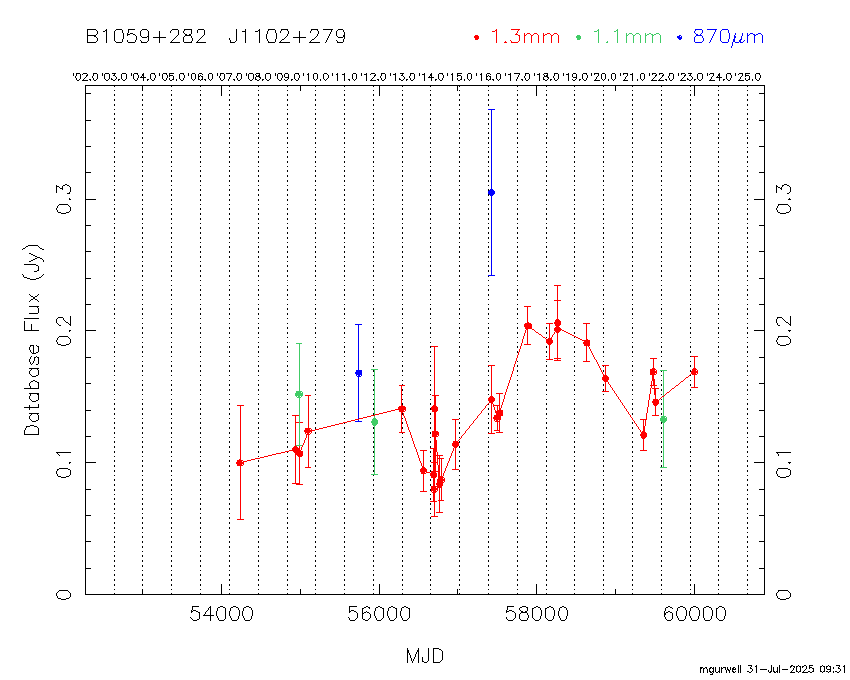 B1059+282 J1102+279 1.3mm 1.1mm 870μm
'02.0 '03.0 '04.0 '05.0 '06.0 '07.0 '08.0 '09.0 '10.0 '11.0 '12.0 '13.0 '14.0 '15.0 '16.0 '17.0 '18.0 '19.0 '20.0 '21.0 '22.0 '23.0 '24.0 '25.0
0.3 0.3
Database Flux (Jy)
0.2 0.2
0.1 0.1
0 0
54000 56000 58000 60000
MJD
mgurwell 31-Jul-2025 09:31